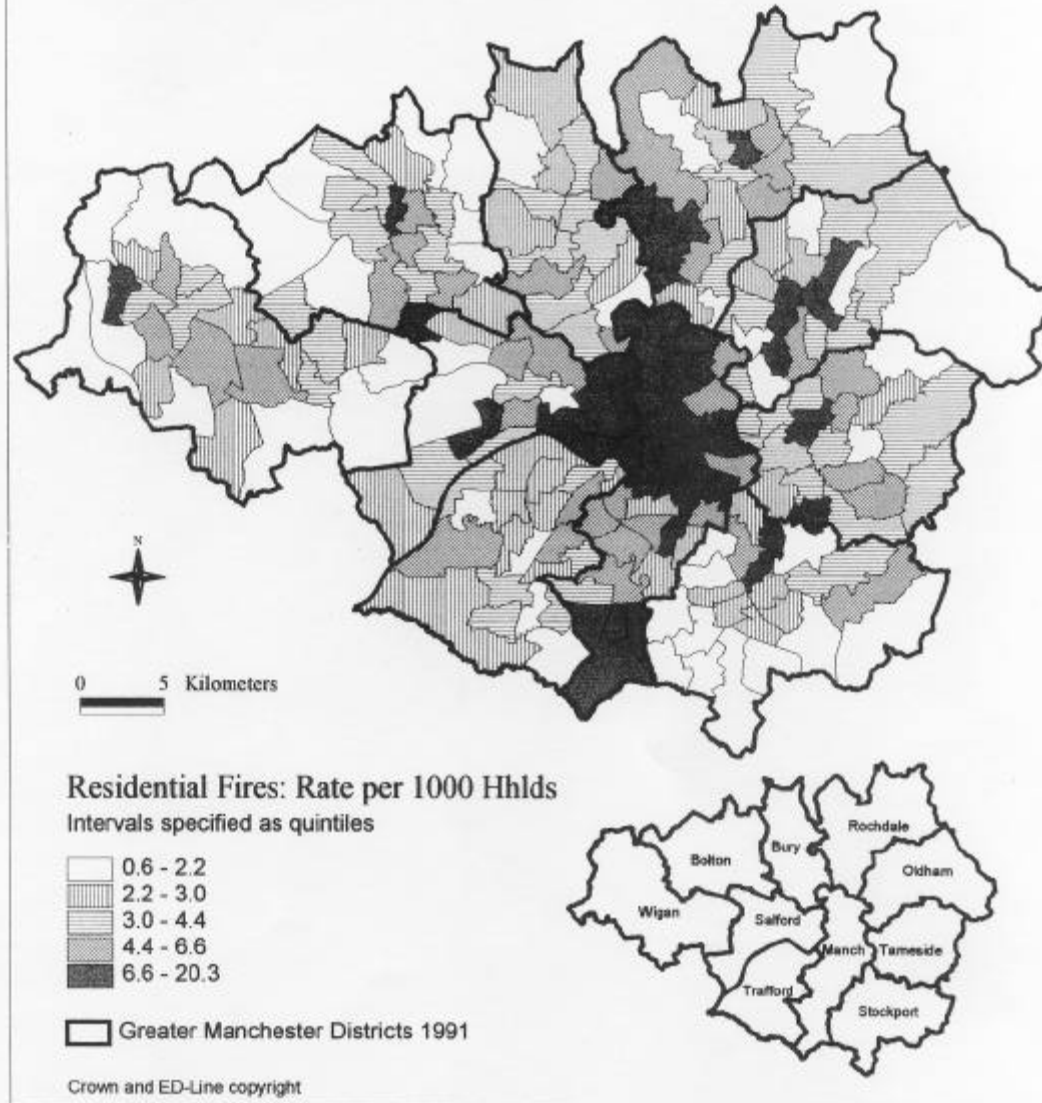 N
0 5 Kilometers
Residential Fires: Rate per 1000 Hhlds
Intervals specified as quintiles
0.6 - 2.2
2.2 - 3.0
3.0 - 4.4
4.4 - 6.6
6.6 - 20.3
Greater Manchester Districts 1991
Crown and ED-Line copyright
Rochdale
Bury
Bolton
Oldham
Wigan
Salford
Manch
Tameside
Trafford
Stockport